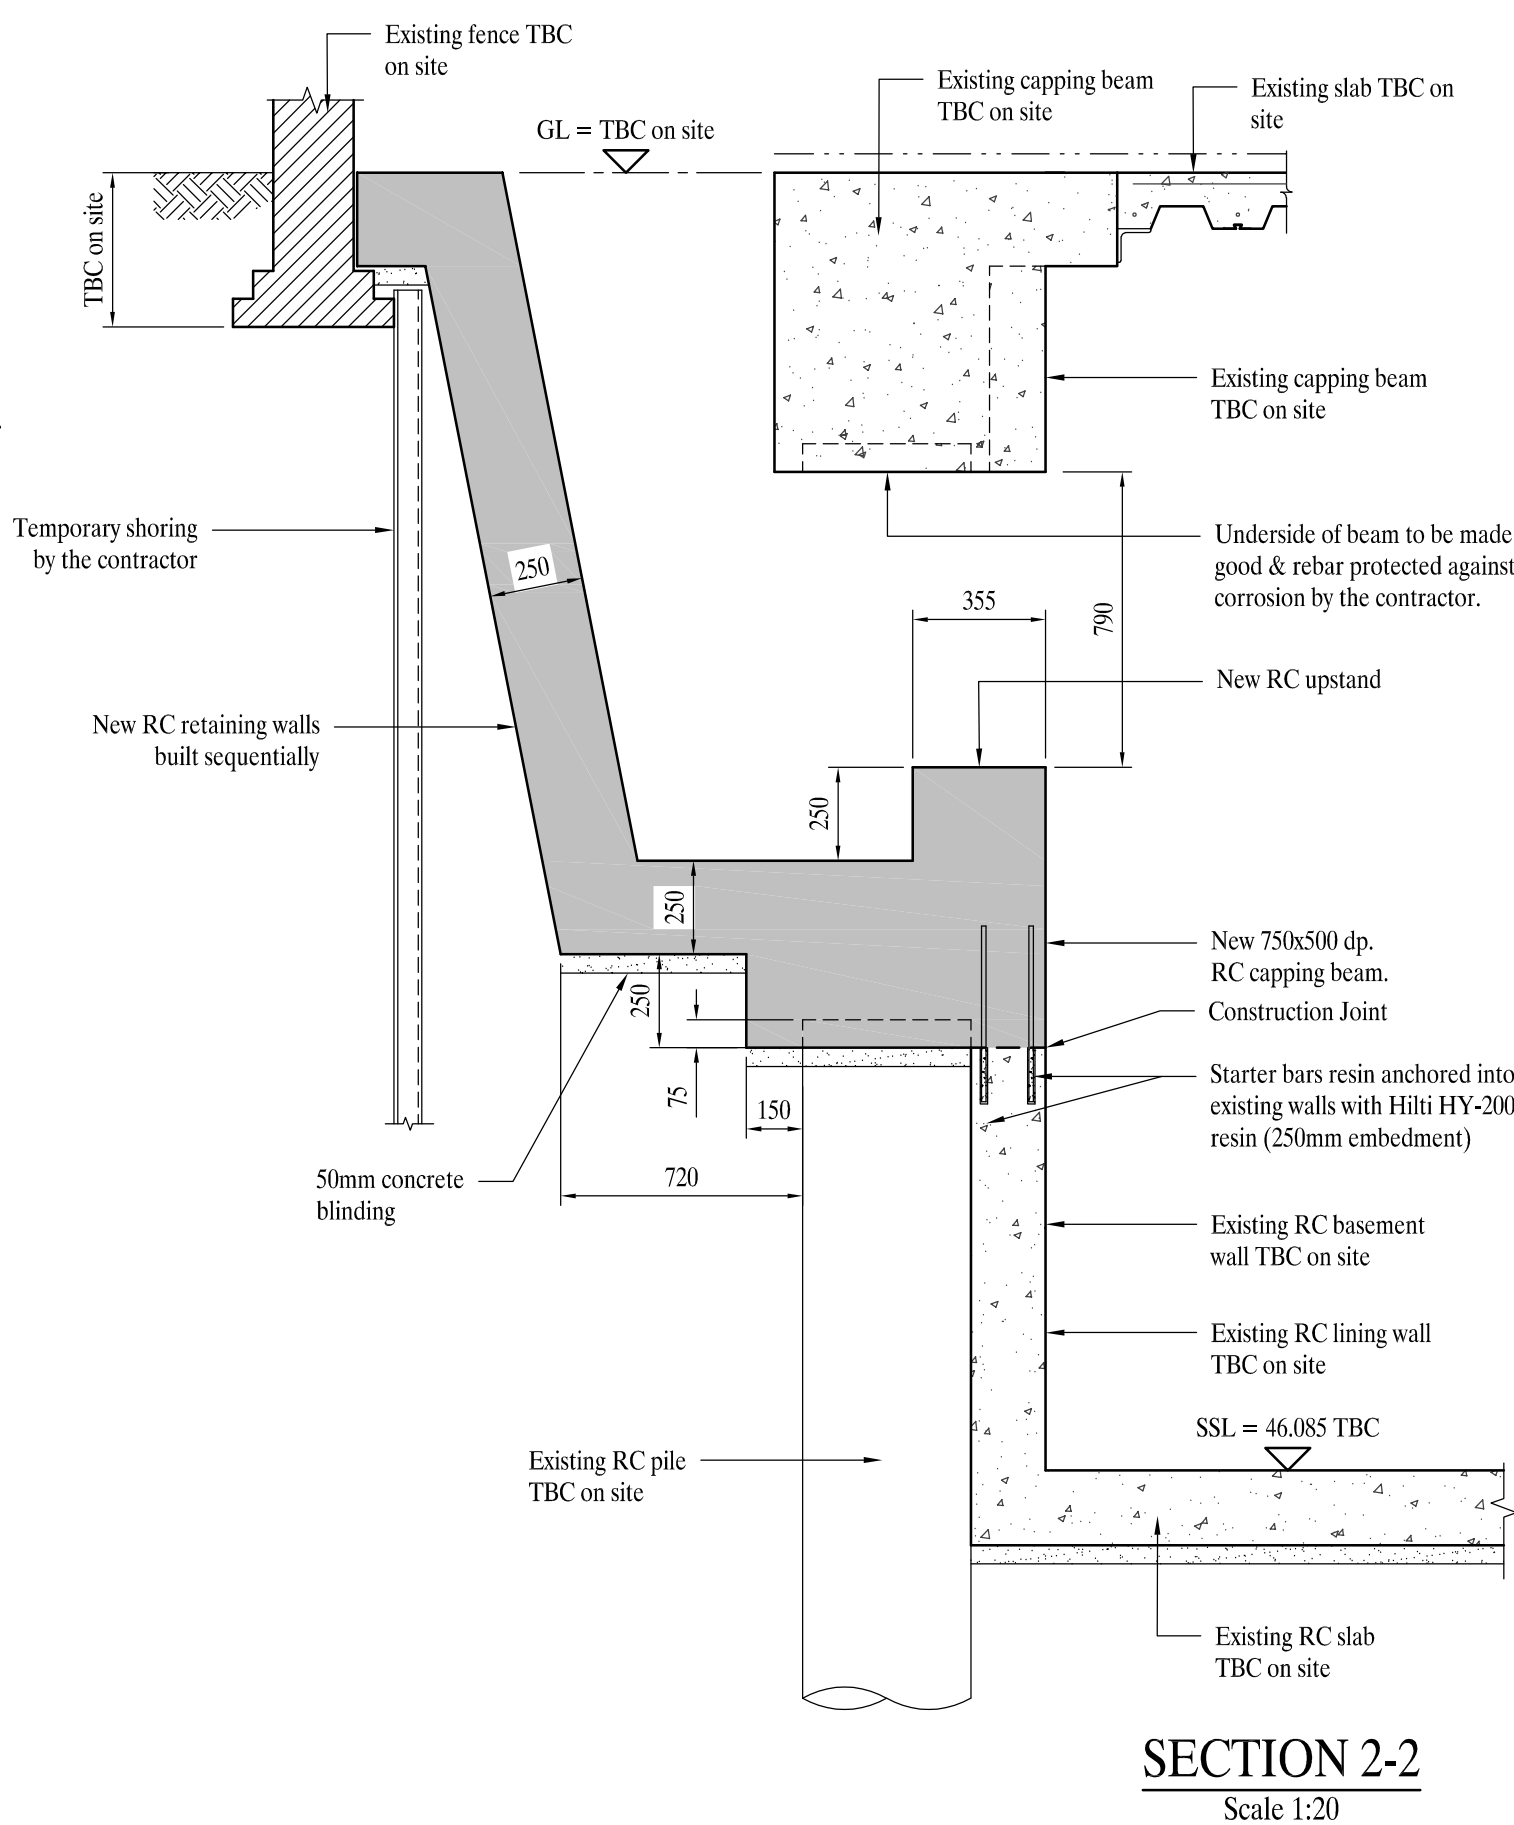 Existing fence TBC
on site
Existing capping beam
TBC on site
Existing slab TBC on
site
GL = TBC on site
TBC on site
Existing capping beam
TBC on site
Temporary shoring
by the contractor
Underside of beam to be made
good & rebar protected against
corrosion by the contractor.
250
355
790
New RC upstand
New RC retaining walls
built sequentially
250
250
New 750x500 dp.
RC capping beam.
250
Construction Joint
75
Starter bars resin anchored into
existing walls with Hilti HY-200
resin (250mm embedment)
150
720
50mm concrete
blinding
Existing RC basement
wall TBC on site
Existing RC lining wall
TBC on site
SSL = 46.085 TBC
Existing RC pile
TBC on site
Existing RC slab
TBC on site
SECTION 2-2
Scale 1:20